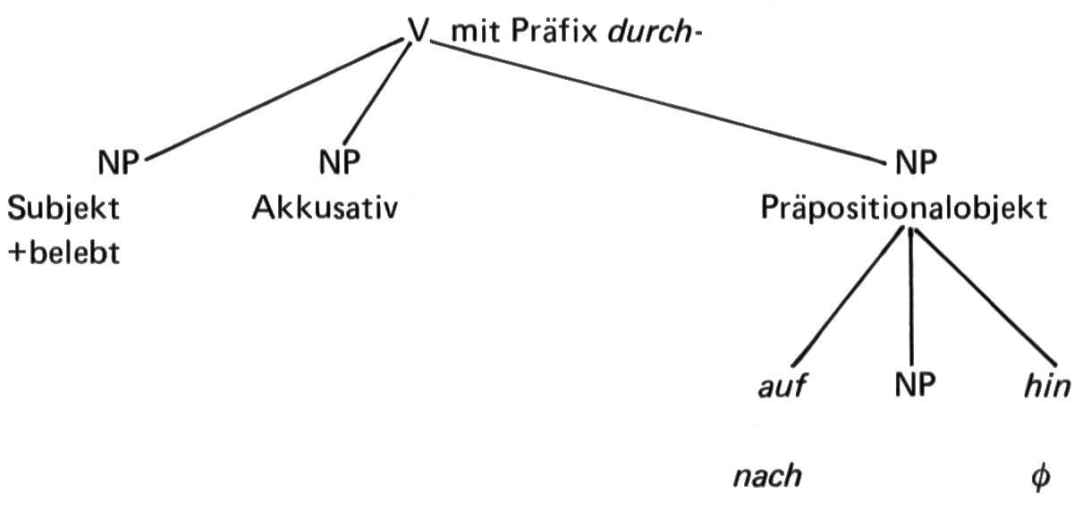 V mit Präfix durch-
NP NP NP
Subjekt Akkusativ Präpositionalobjekt
+belebt
auf NP hin
nach ϕ